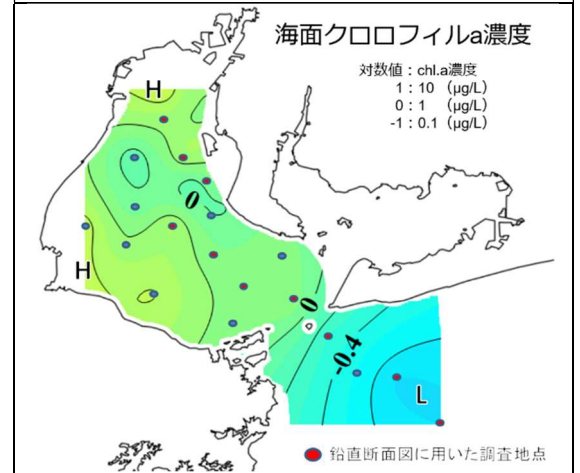 海面クロロフィルa濃度
対数値:chl.a濃度
1:10 (µg/L)
0:1 (µg/L)
-1:0.1 (µg/L)
H
0
H
0
-0.4
L
鉛直断面図に用いた調査地点